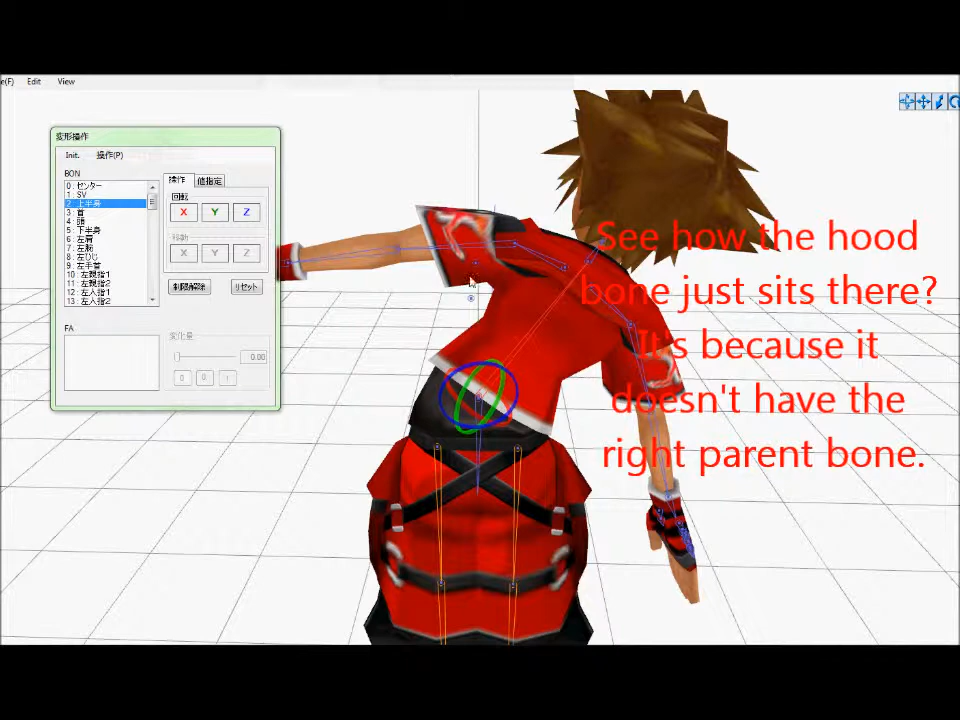 e(F) Edit View
変形操作
Init. 操作(P)
BON
0 : センター
1 : SV
2 : 上半身
3 : 首
4 : 頭
5 : 下半身
6 : 左肩
7 : 左腕
8 : 左ひじ
9 : 左手首
10 : 左親指1
11 : 左親指2
12 : 左人指1
13 : 左人指2
操作 値指定
回転
X Y Z
移動
X Y Z
制限解除 リセット
FA
変化量
0.00
0 0 1
See how the hood
bone just sits there?
It's because it
doesn't have the
right parent bone.